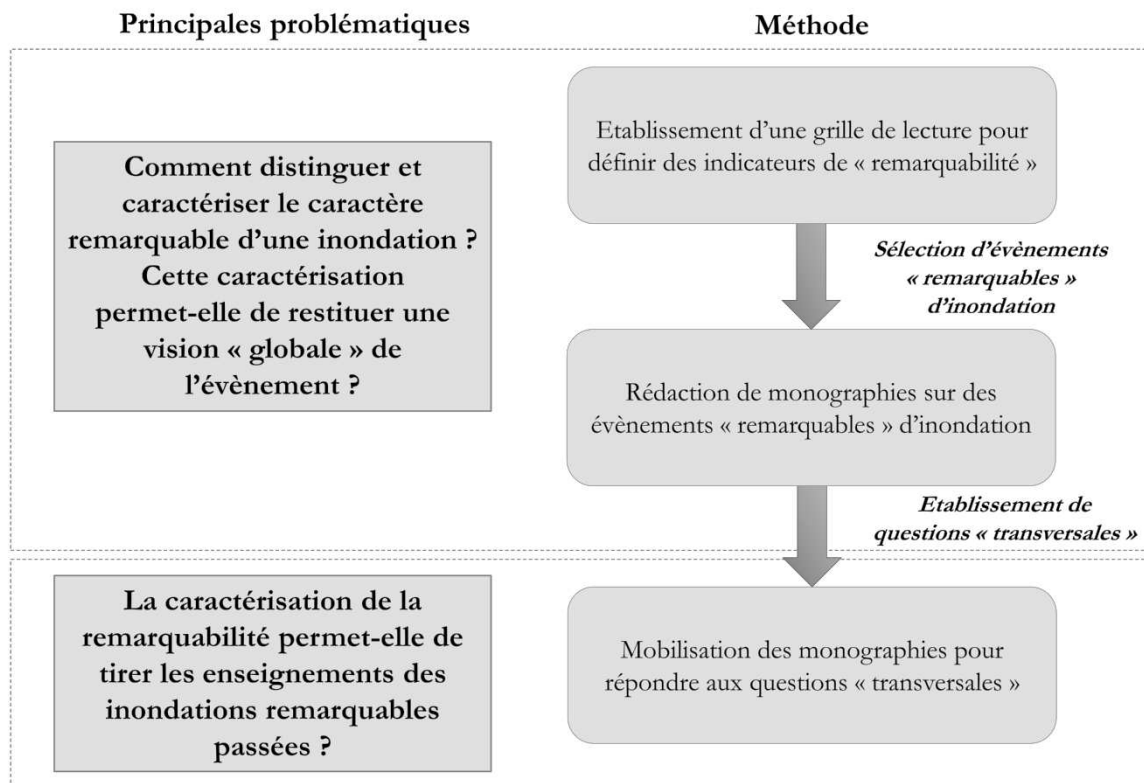 Principales problématiques
Méthode
Comment distinguer et
caractériser le caractère
remarquable d’une inondation ?
Cette caractérisation
permet-elle de restituer une
vision « globale » de
l’évènement ?
Etablissement d’une grille de lecture pour
définir des indicateurs de « remarquabilité »
Sélection d’évènements
« remarquables »
d’inondation
Rédaction de monographies sur des
évènements « remarquables » d’inondation
Etablissement de
questions « transversales »
La caractérisation de la
remarquabilité permet-elle de
tirer les enseignements des
inondations remarquables
passées ?
Mobilisation des monographies pour
répondre aux questions « transversales »